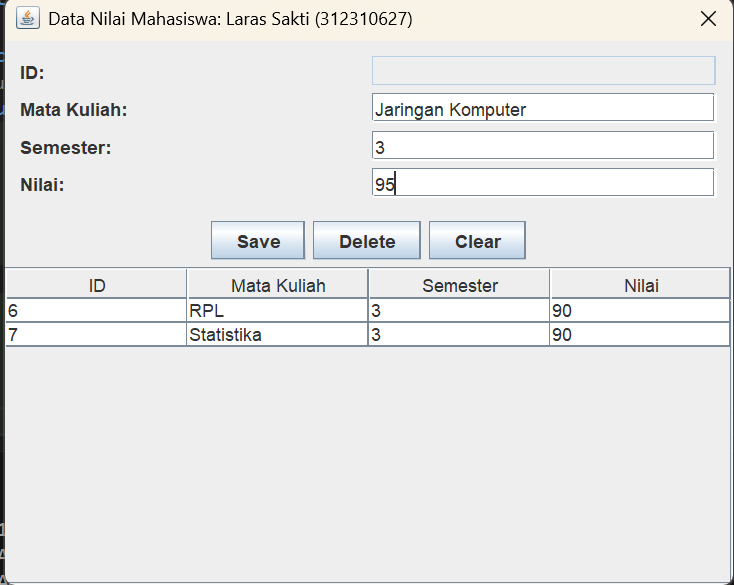 Data Nilai Mahasiswa: Laras Sakti (312310627)
ID:
Mata Kuliah: Jaringan Komputer
Semester: 3
Nilai: 95
Save Delete Clear
ID Mata Kuliah Semester Nilai
6 RPL 3 90
7 Statistika 3 90